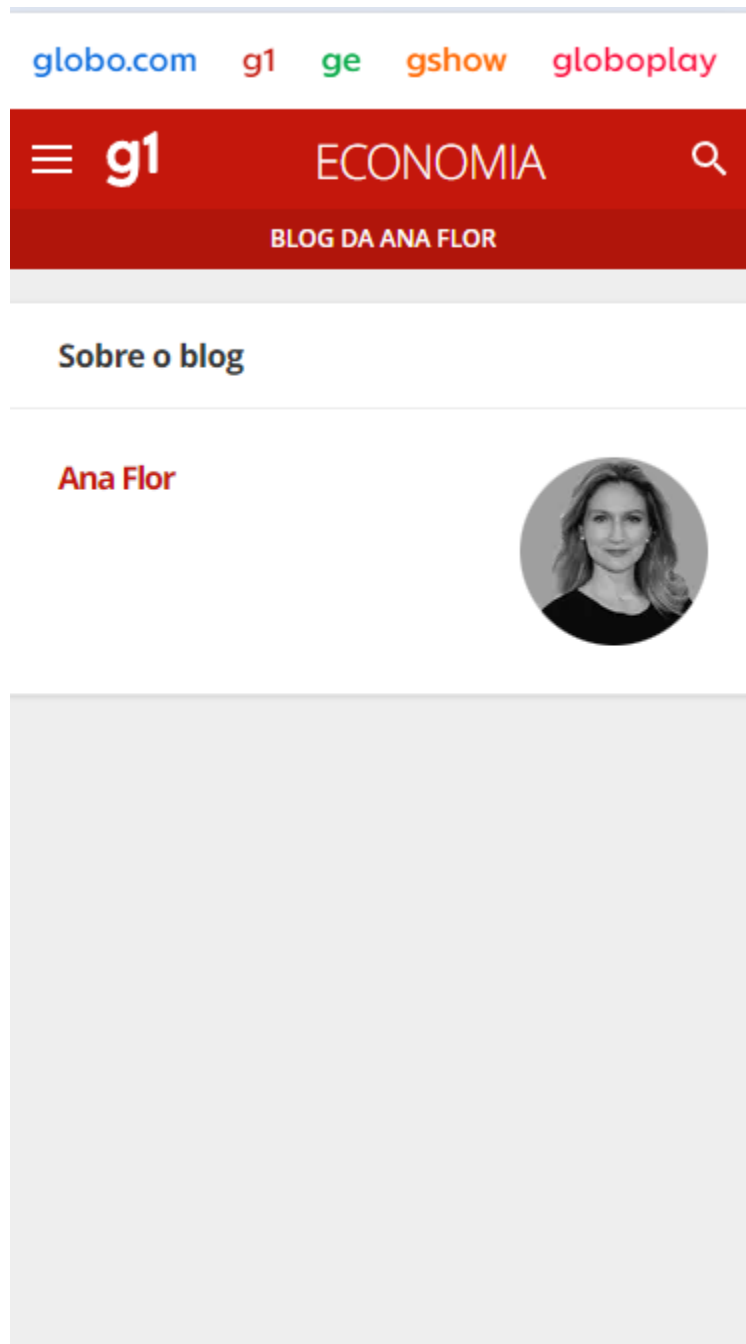 globo.com g1 ge gshow globoplay
g1 ECONOMIA
BLOG DA ANA FLOR
Sobre o blog
Ana Flor